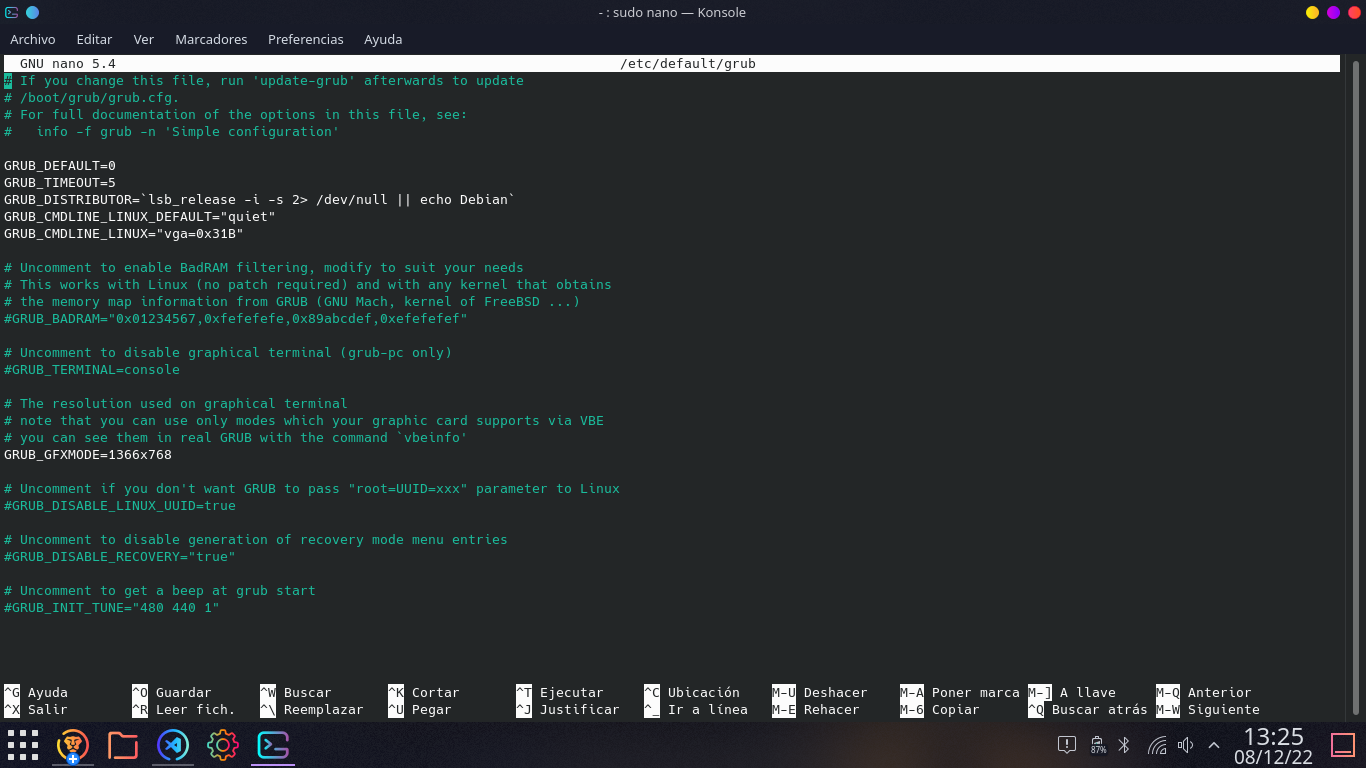 - : sudo nano — Konsole
Archivo Editar Ver Marcadores Preferencias Ayuda
GNU nano 5.4 /etc/default/grub
# If you change this file, run 'update-grub' afterwards to update
# /boot/grub/grub.cfg.
# For full documentation of the options in this file, see:
#   info -f grub -n 'Simple configuration'

GRUB_DEFAULT=0
GRUB_TIMEOUT=5
GRUB_DISTRIBUTOR=`lsb_release -i -s 2> /dev/null || echo Debian`
GRUB_CMDLINE_LINUX_DEFAULT="quiet"
GRUB_CMDLINE_LINUX="vga=0x31B"

# Uncomment to enable BadRAM filtering, modify to suit your needs
# This works with Linux (no patch required) and with any kernel that obtains
# the memory map information from GRUB (GNU Mach, kernel of FreeBSD ...)
#GRUB_BADRAM="0x01234567,0xfefefefe,0x89abcdef,0xefefefef"

# Uncomment to disable graphical terminal (grub-pc only)
#GRUB_TERMINAL=console

# The resolution used on graphical terminal
# note that you can use only modes which your graphic card supports via VBE
# you can see them in real GRUB with the command `vbeinfo'
GRUB_GFXMODE=1366x768

# Uncomment if you don't want GRUB to pass "root=UUID=xxx" parameter to Linux
#GRUB_DISABLE_LINUX_UUID=true

# Uncomment to disable generation of recovery mode menu entries
#GRUB_DISABLE_RECOVERY="true"

# Uncomment to get a beep at grub start
#GRUB_INIT_TUNE="480 440 1"

^G Ayuda ^O Guardar ^W Buscar ^K Cortar ^T Ejecutar ^C Ubicación M-U Deshacer M-A Poner marca M-] A llave M-Q Anterior
^X Salir ^R Leer fich. ^\ Reemplazar ^U Pegar ^J Justificar ^_ Ir a línea M-E Rehacer M-6 Copiar ^Q Buscar atrás M-W Siguiente
87%
13:25
08/12/22